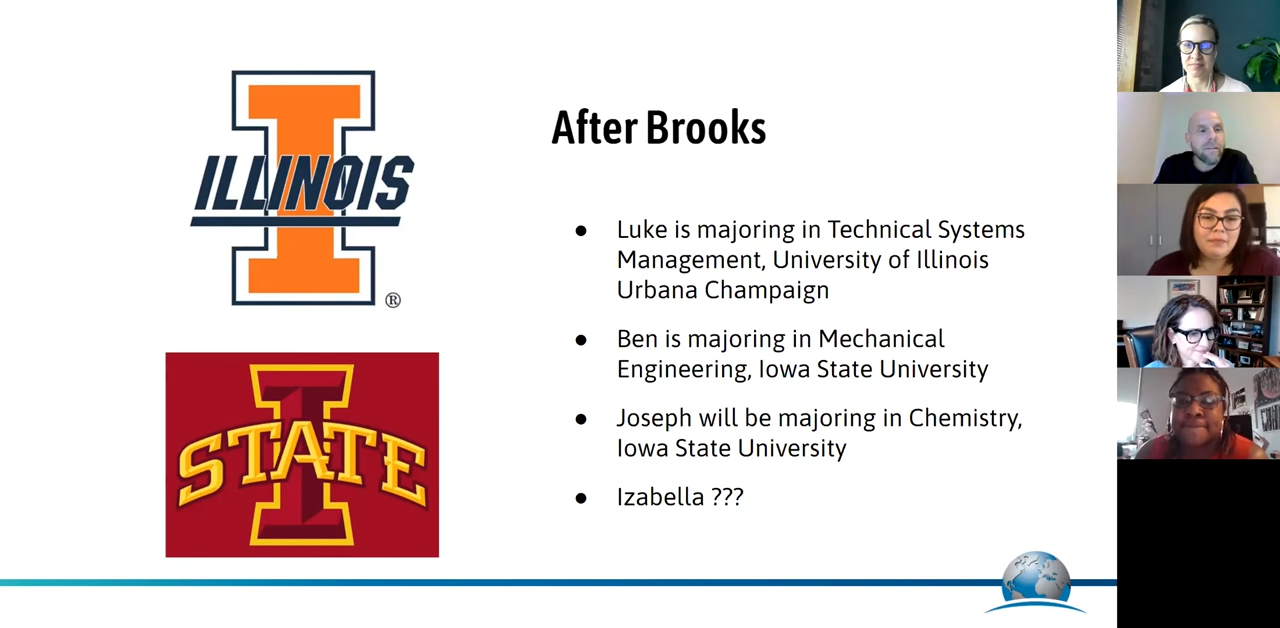 ILLINOIS
®
STATE
After Brooks
● Luke is majoring in Technical Systems
Management, University of Illinois
Urbana Champaign
● Ben is majoring in Mechanical
Engineering, Iowa State University
● Joseph will be majoring in Chemistry,
Iowa State University
● Izabella ???